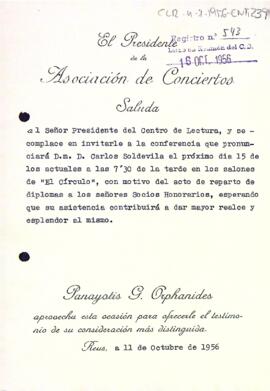 CLR-4-2-1956-ENT239
El Presidente
Registro nº 543
de la
18 OCT. 1956
Asociación de Conciertos
Saluda
al Señor Presidente del Centro de Lectura, y se-
complace en invitarle a la conferencia que pronun-
ciará D.n. D. Carlos Soldevila el próximo dia 15 de
los actuales a las 7'30 de la tarde en los salones
de "El Círculo", con motivo del acto de reparto de
diplomas a los señores Socios Honorarios, esperando
que su asistencia contribuirá a dar mayor realce y
esplendor al mismo.
Panayotis G. Orphanides
aprovecha esta ocasión para ofrecerle el testimo-
nio de su consideración más distinguida.
Reus, a 11 de Octubre de 1956